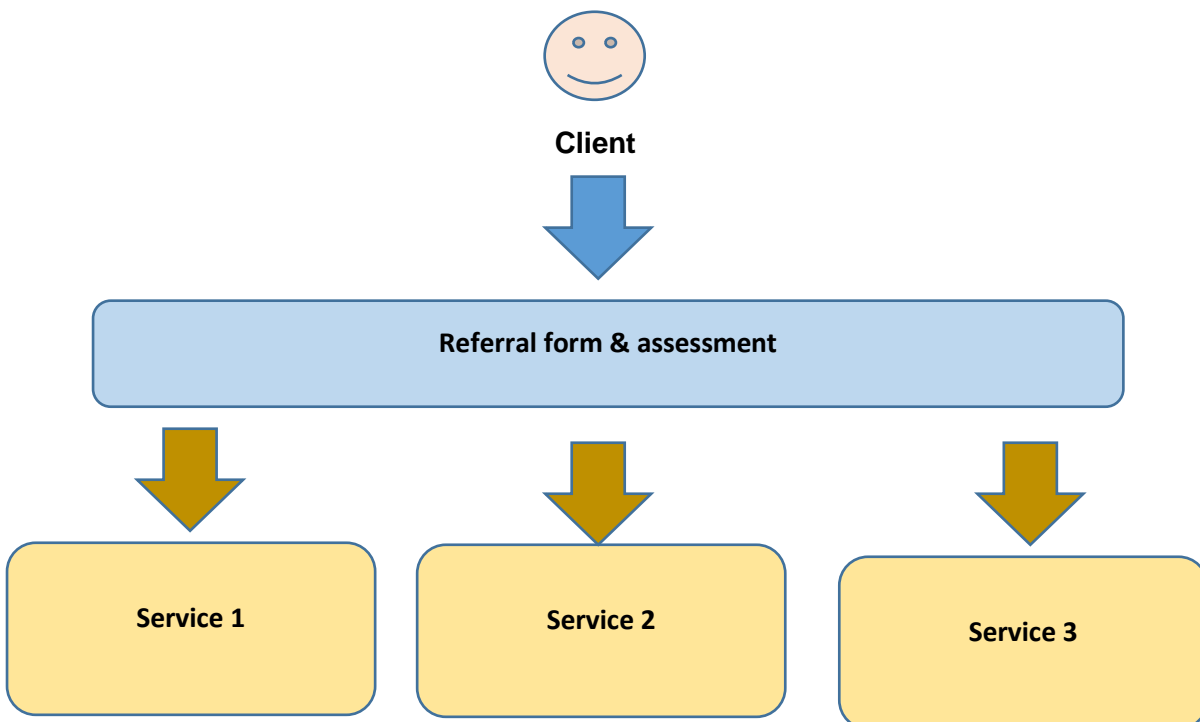 Client
Referral form & assessment
Service 1
Service 2
Service 3